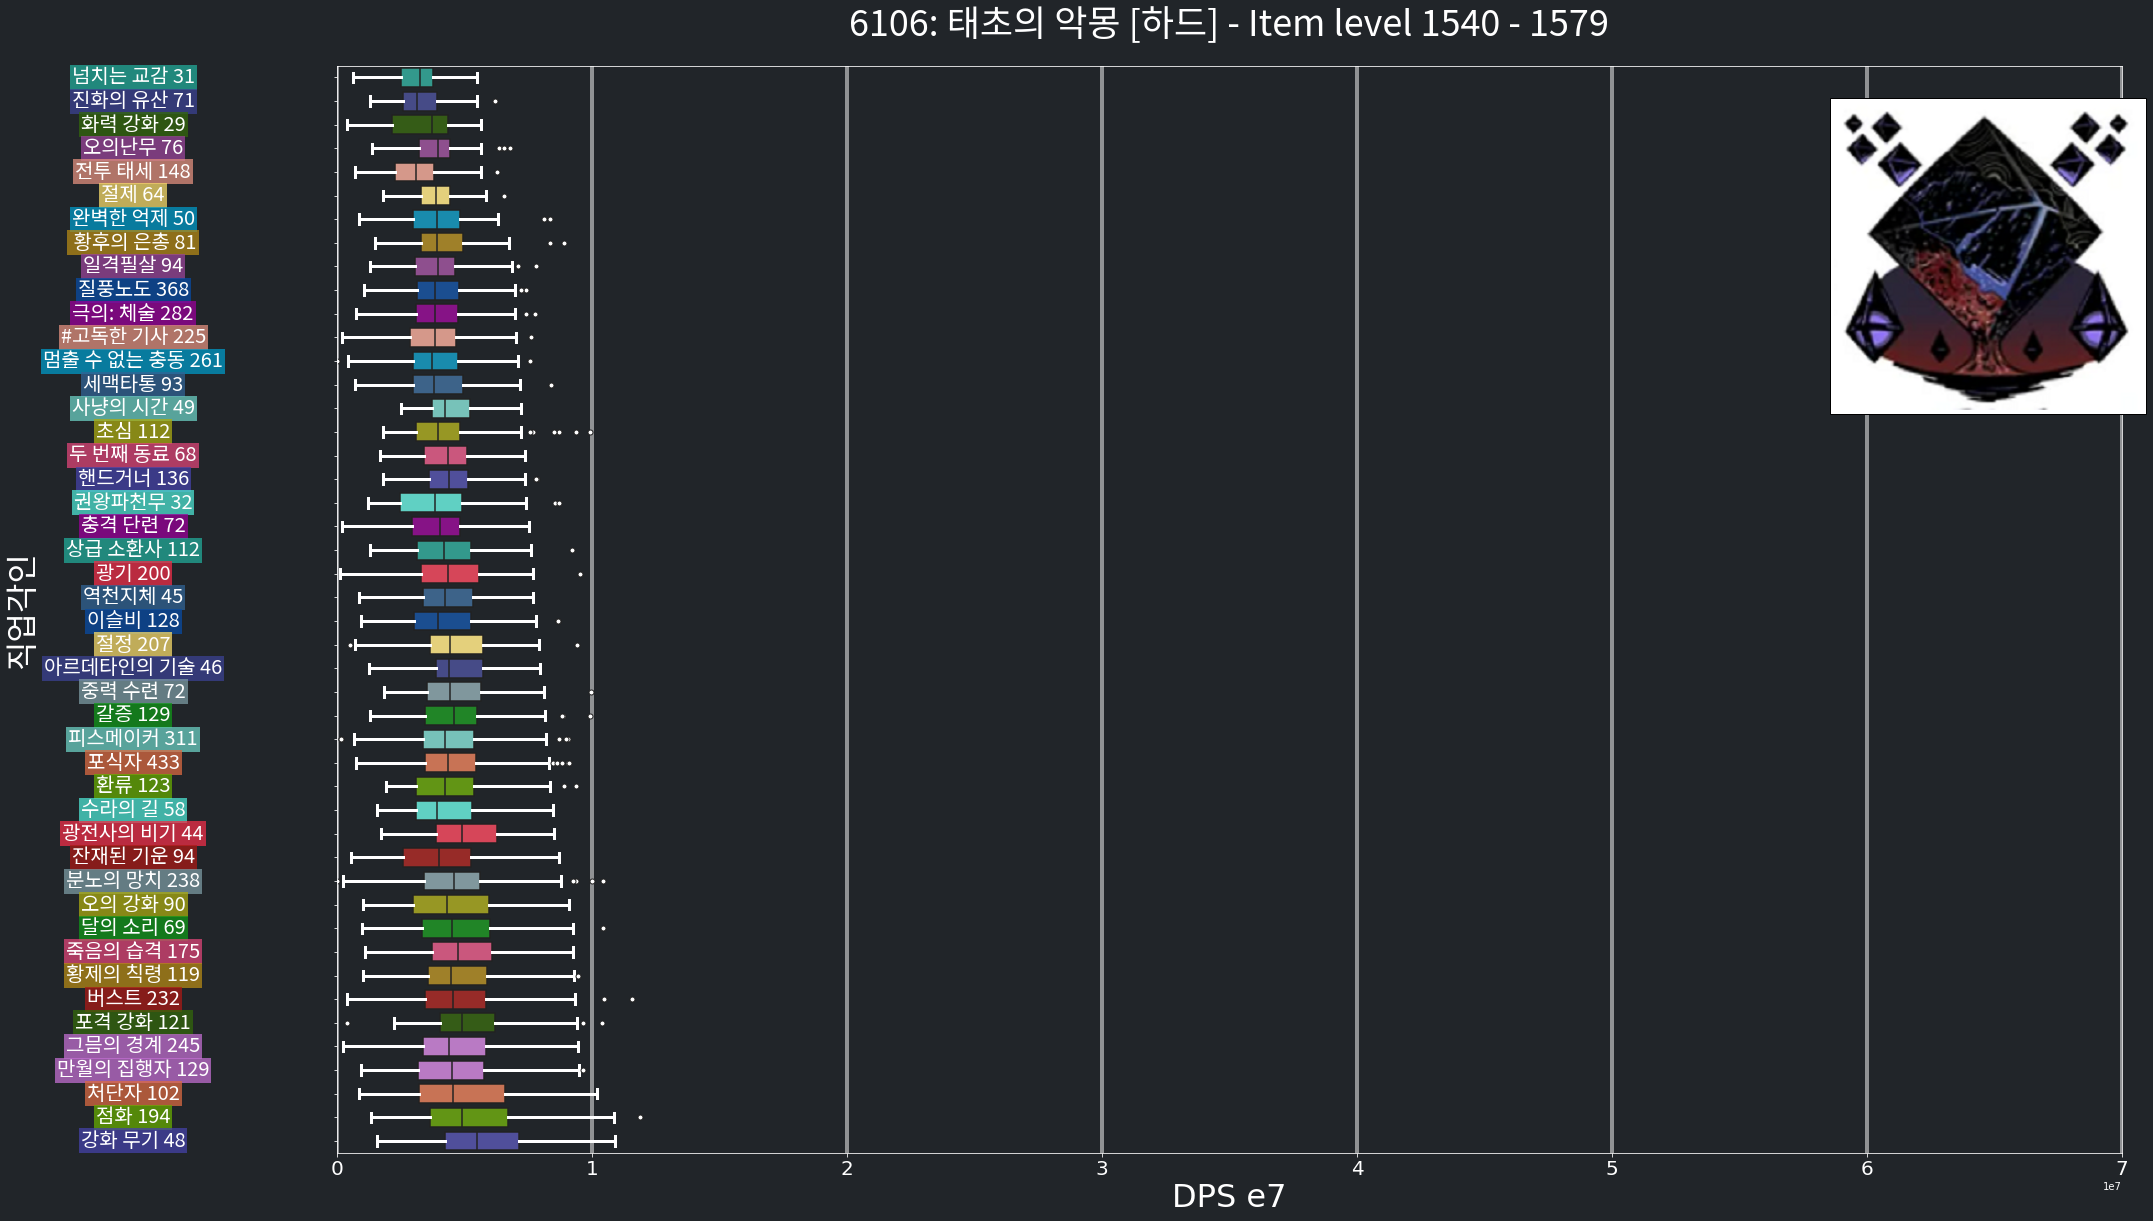 6106: 태초의 악몽 [하드] - Item level 1540 - 1579
넘치는 교감 31
진화의 유산 71
화력 강화 29
오의난무 76
전투 태세 148
절제 64
완벽한 억제 50
황후의 은총 81
일격필살 94
질풍노도 368
극의: 체술 282
#고독한 기사 225
멈출 수 없는 충동 261
세맥타통 93
사냥의 시간 49
초심 112
두 번째 동료 68
핸드거너 136
권왕파천무 32
충격 단련 72
상급 소환사 112
광기 200
역천지체 45
이슬비 128
절정 207
아르데타인의 기술 46
중력 수련 72
갈증 129
피스메이커 311
포식자 433
환류 123
수라의 길 58
광전사의 비기 44
잔재된 기운 94
분노의 망치 238
오의 강화 90
달의 소리 69
죽음의 습격 175
황제의 칙령 119
버스트 232
포격 강화 121
그믐의 경계 245
만월의 집행자 129
처단자 102
점화 194
강화 무기 48
직업각인
0 1 2 3 4 5 6 7
1e7
DPS e7